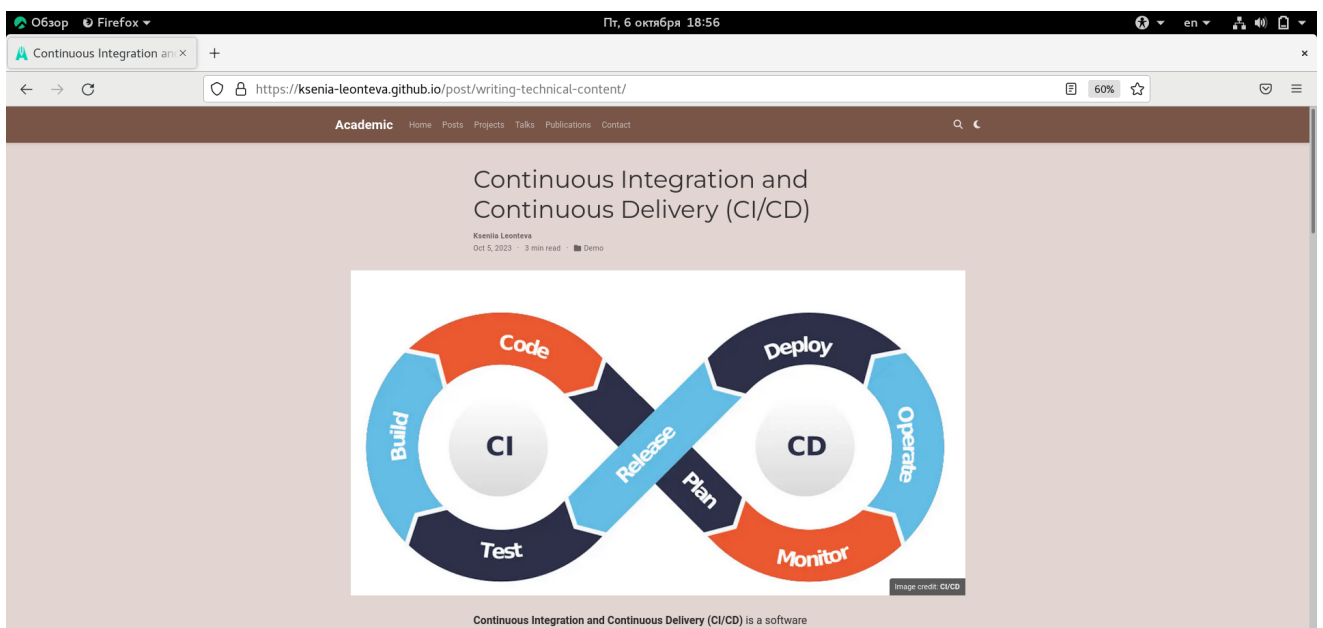 Обзор Firefox Пт, 6 октября 18:56 en
Continuous Integration an
https://ksenia-leonteva.github.io/post/writing-technical-content/ 60%
Academic Home Posts Projects Talks Publications Contact
Continuous Integration and
Continuous Delivery (CI/CD)
Kseniia Leonteva
Oct 5, 2023 · 3 min read · Demo
Code
Deploy
Build
CI
Release
Plan
CD
Operate
Test
Monitor
Image credit: CI/CD
Continuous Integration and Continuous Delivery (CI/CD) is a software